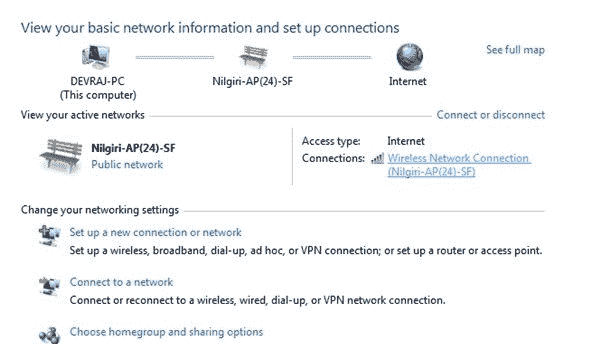 View your basic network information and set up connections
See full map
DEVRAJ-PC
(This computer)
Nilgiri-AP(24)-SF
Internet
View your active networks
Connect or disconnect
Nilgiri-AP(24)-SF
Public network
Access type: Internet
Connections: Wireless Network Connection
(Nilgiri-AP(24)-SF)
Change your networking settings
Set up a new connection or network
Set up a wireless, broadband, dial-up, ad hoc, or VPN connection; or set up a router or access point.
Connect to a network
Connect or reconnect to a wireless, wired, dial-up, or VPN network connection.
Choose homegroup and sharing options